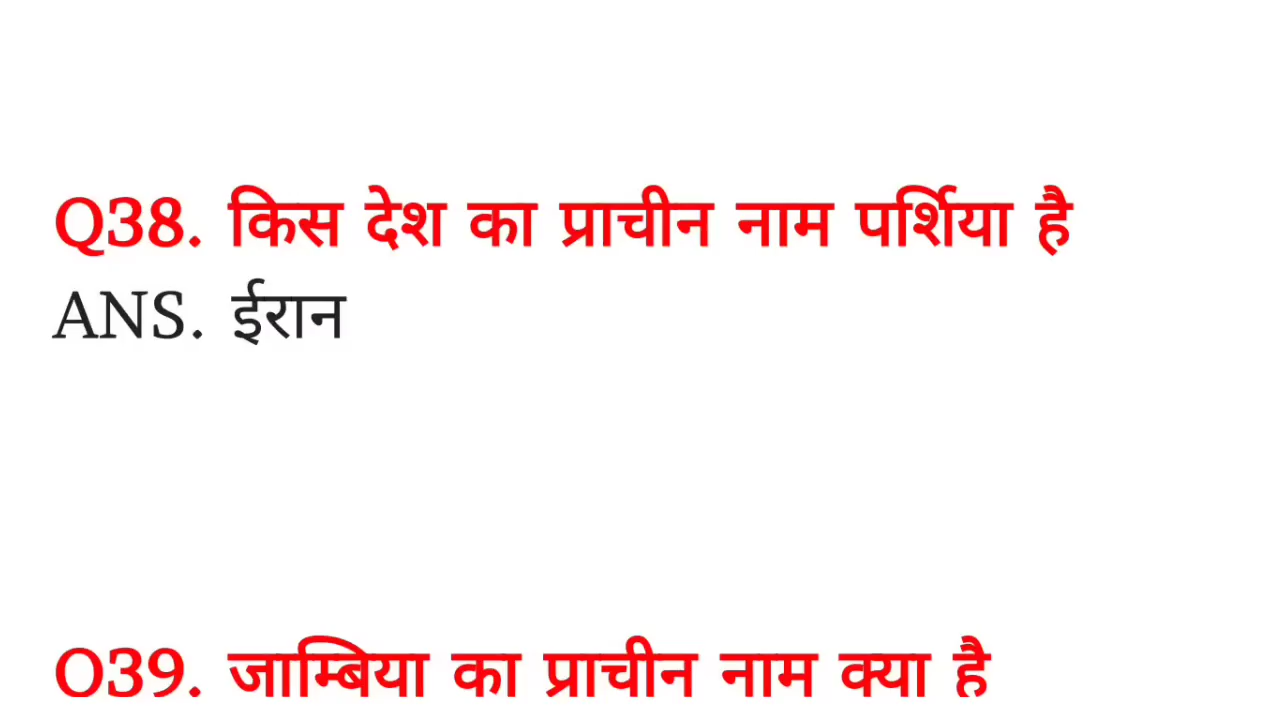 Q38. किस देश का प्राचीन नाम पर्शिया है
ANS. ईरान
Q39. जाम्बिया का प्राचीन नाम क्या है